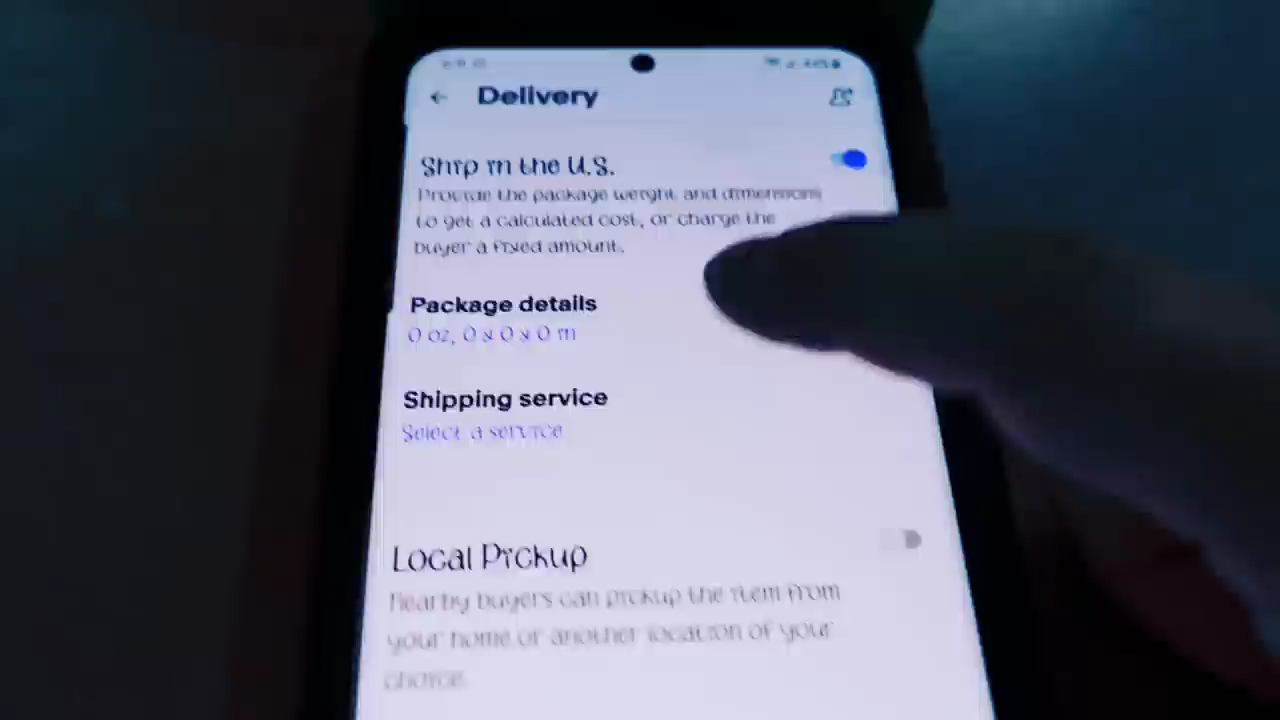 Delivery
Ship in the U.S.
Provide the package weight and dimensions
to get a calculated cost, or charge the
buyer a fixed amount.
Package details
0 oz, 0 x 0 x 0 in
Shipping service
Select a service
Local Pickup
Nearby buyers can pickup the item from
your home or another location of your
choice.